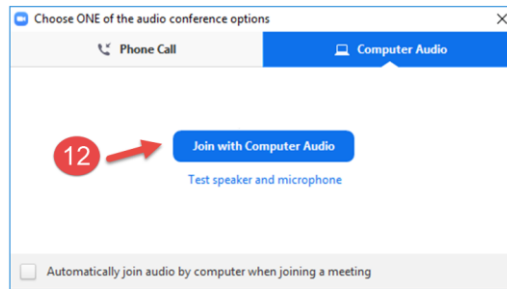 Choose ONE of the audio conference options
Phone Call
Computer Audio
12
Join with Computer Audio
Test speaker and microphone
Automatically join audio by computer when joining a meeting